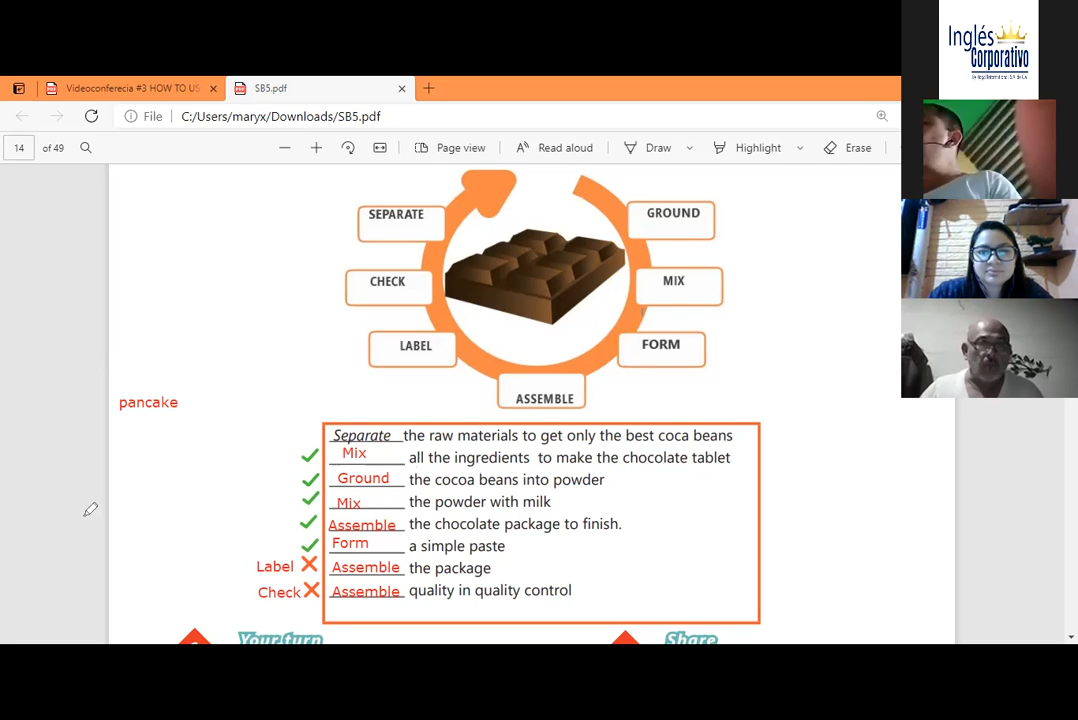 Inglés
Corporativo
Videoconferecia #3 HOW TO US
SB5.pdf
File C:/Users/maryx/Downloads/SB5.pdf
14 of 49 Page view Read aloud Draw Highlight Erase
SEPARATE
GROUND
CHECK
MIX
LABEL
FORM
ASSEMBLE
pancake
Separate the raw materials to get only the best coca beans
Mix all the ingredients to make the chocolate tablet
Ground the cocoa beans into powder
Mix the powder with milk
Assemble the chocolate package to finish.
Form a simple paste
Label Assemble the package
Check Assemble quality in quality control
Your turn
Share